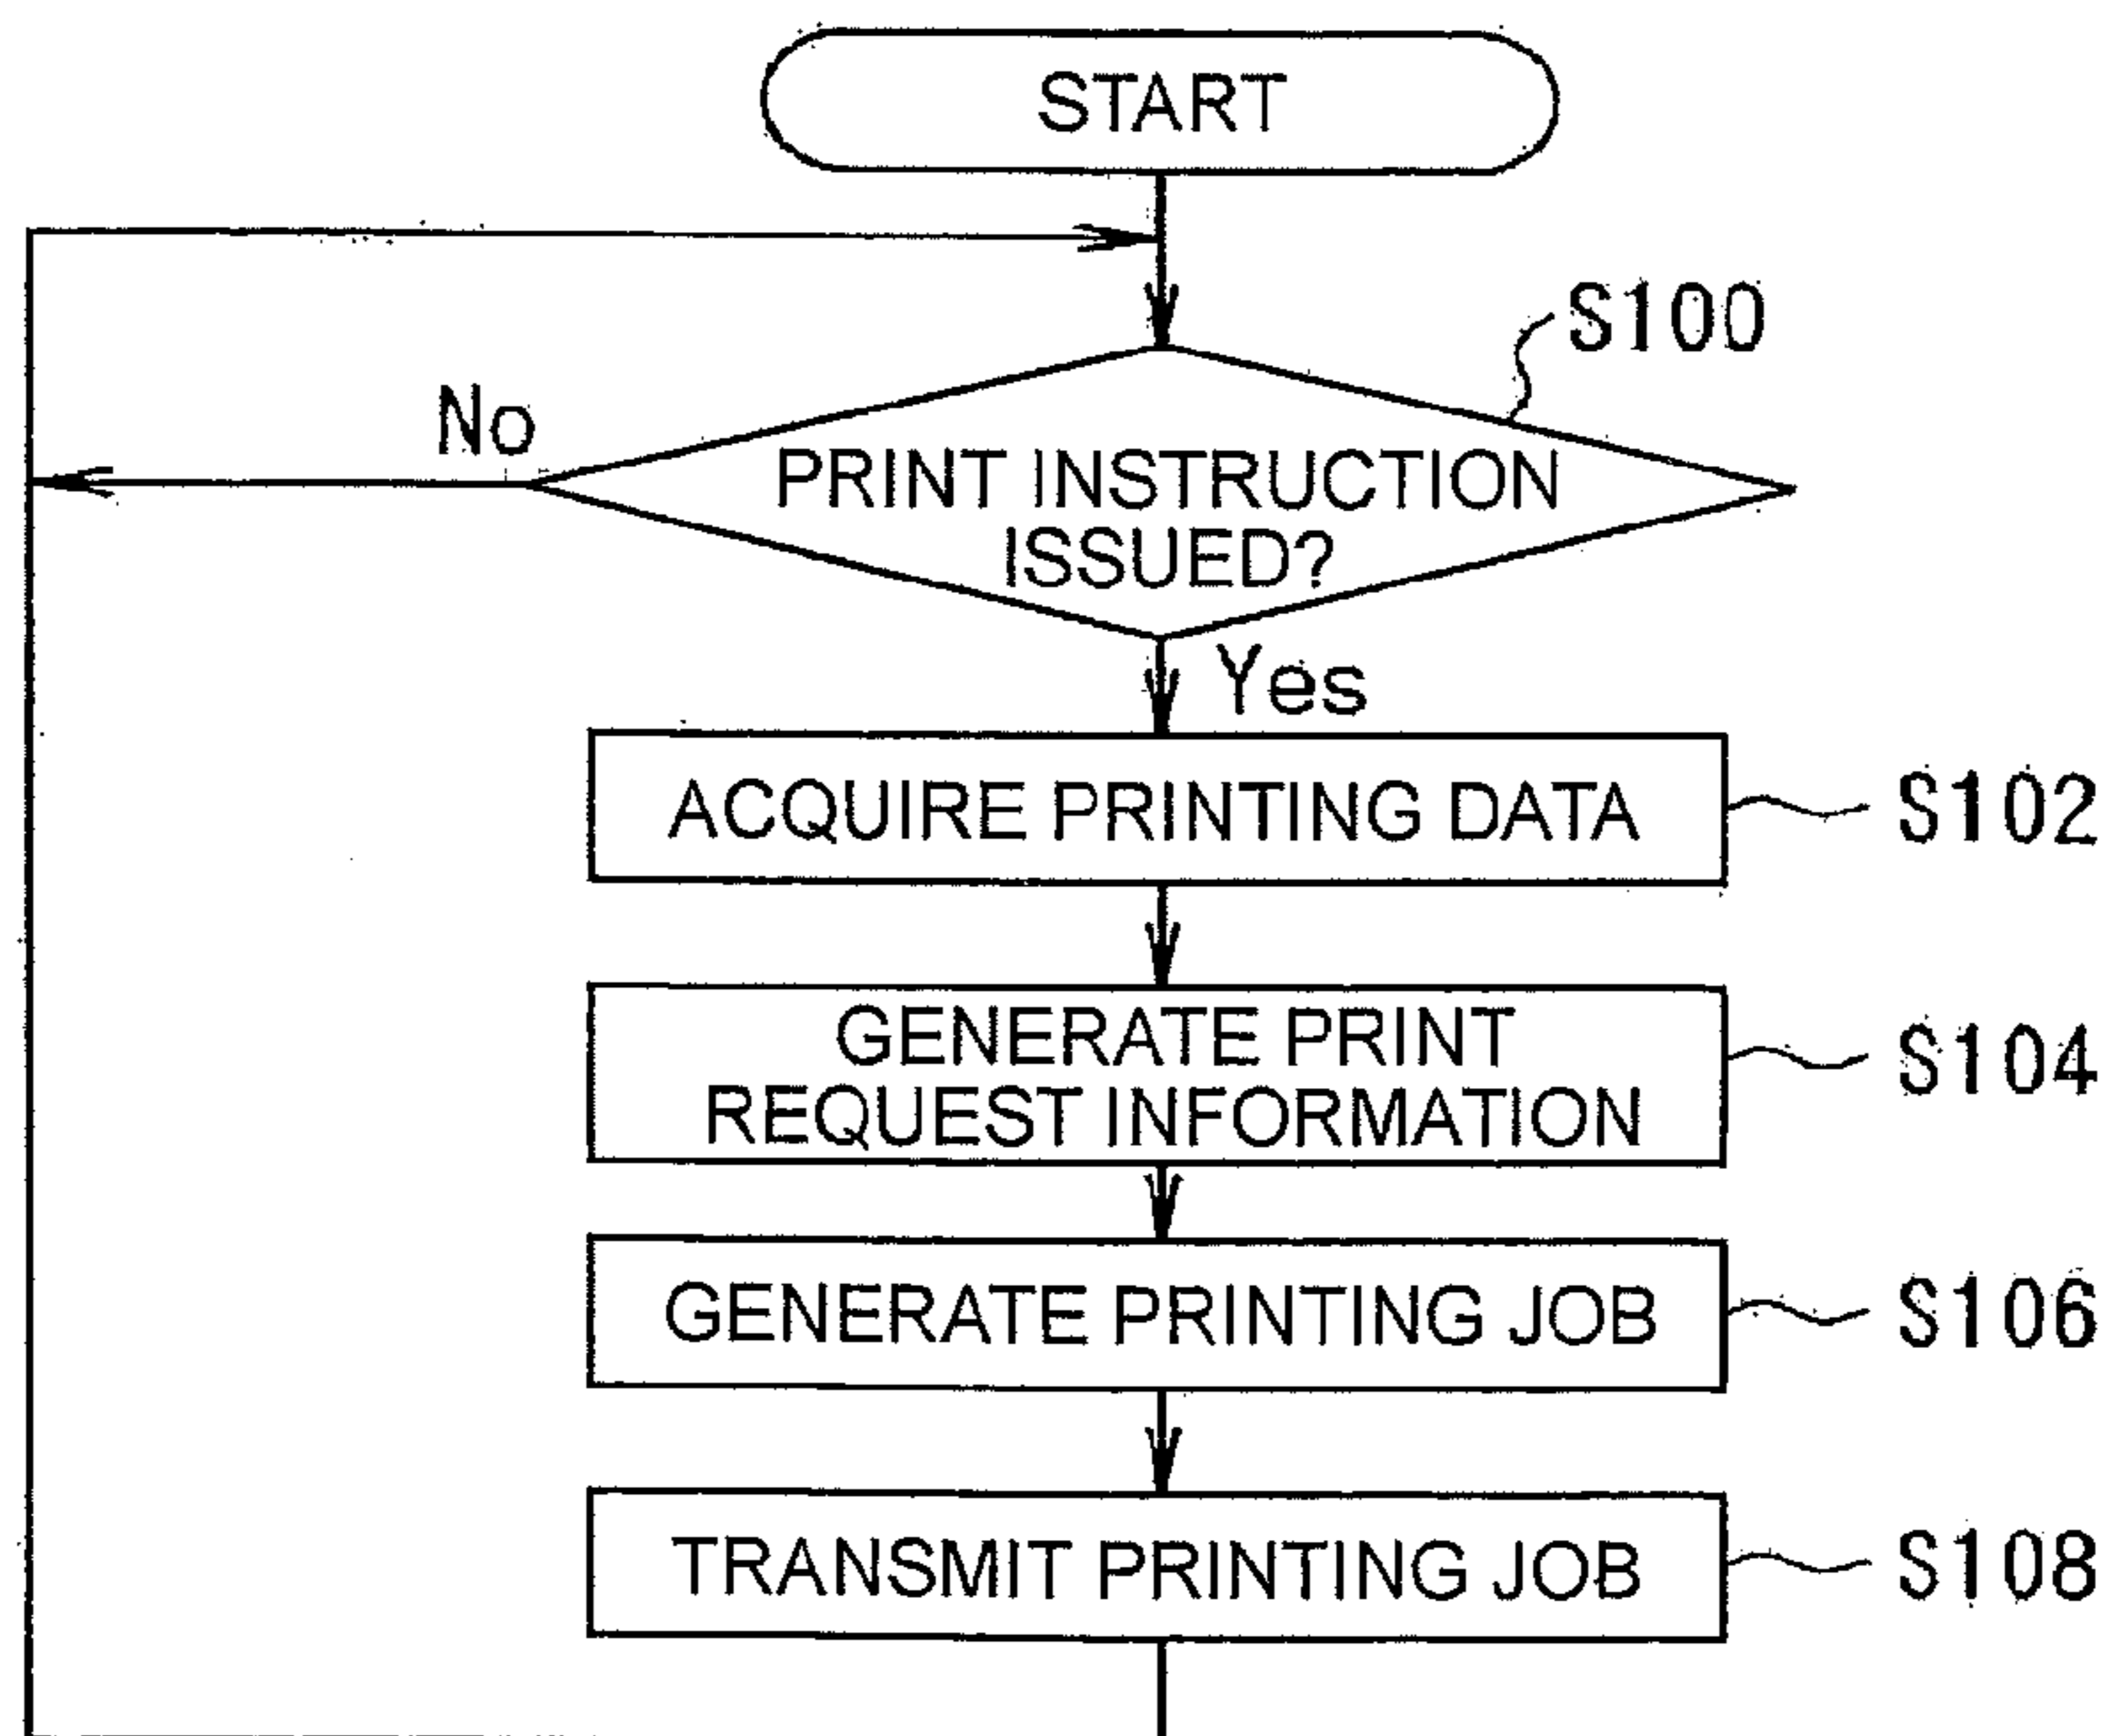 START
S100
No
PRINT INSTRUCTION
ISSUED?
Yes
ACQUIRE PRINTING DATA
S102
GENERATE PRINT
REQUEST INFORMATION
S104
GENERATE PRINTING JOB
S106
TRANSMIT PRINTING JOB
S108